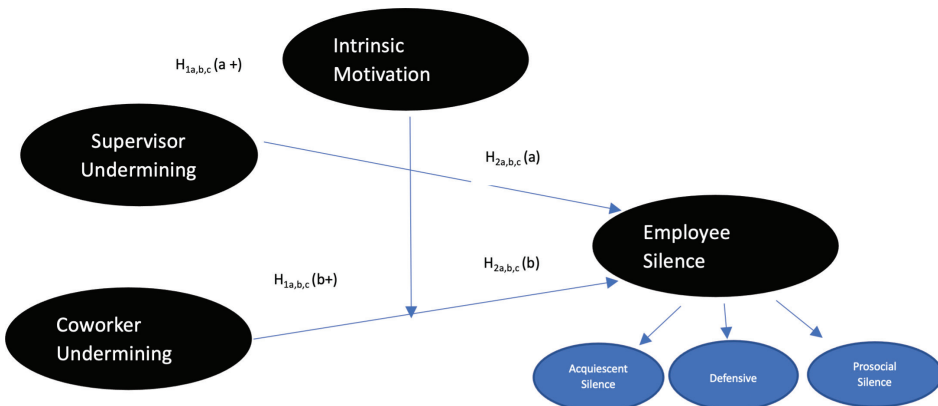 Intrinsic
Motivation
H1a,b,c (a +)
Supervisor
Undermining
H2a,b,c (a)
Employee
Silence
H1a,b,c (b+)
H2a,b,c (b)
Coworker
Undermining
Acquiescent
Silence
Defensive
Prosocial
Silence